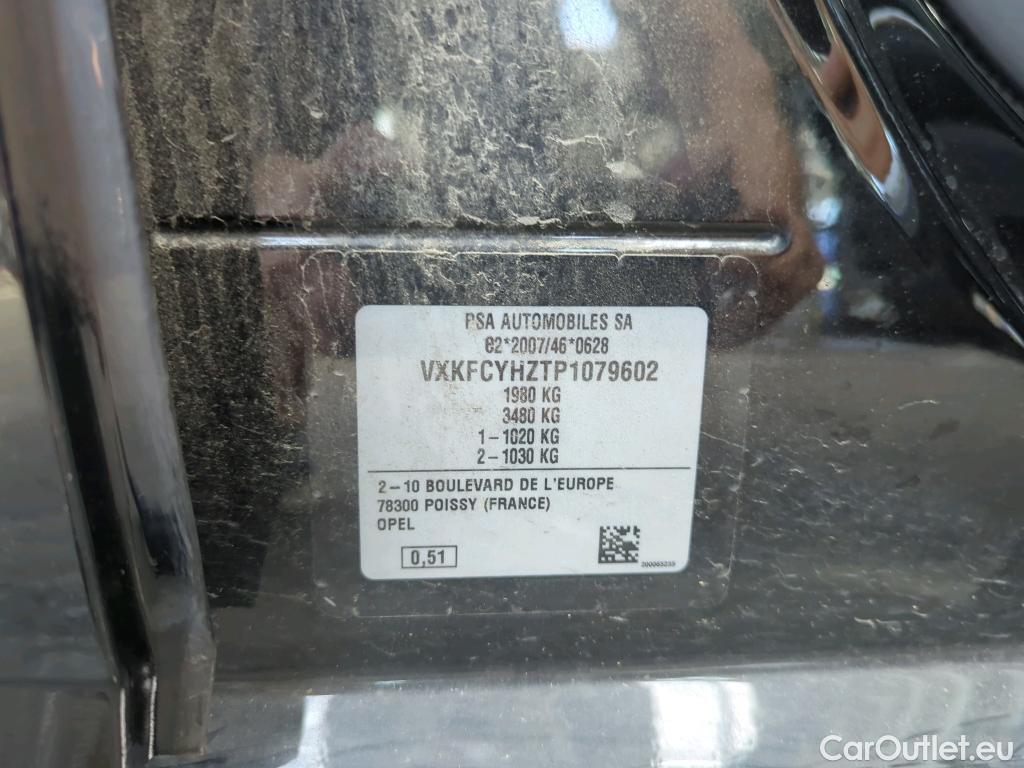 PSA AUTOMOBILES SA
e2*2007/46*0628
VXKFCYHZTP1079602
1980 KG
3480 KG
1-1020 KG
2-1030 KG
2-10 BOULEVARD DE L'EUROPE
78300 POISSY (FRANCE)
OPEL
0,51
CarOutlet.eu